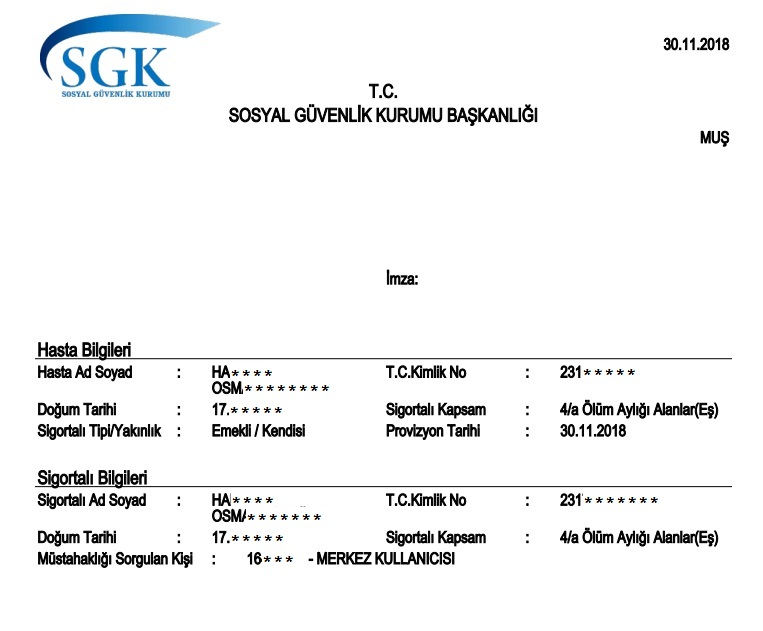 30.11.2018
SGK
SOSYAL GÜVENLİK KURUMU
T.C.
SOSYAL GÜVENLİK KURUMU BAŞKANLIĞI
MUŞ
İmza:
Hasta Bilgileri
Hasta Ad Soyad : HA**** T.C.Kimlik No : 231*****
OSM********
Doğum Tarihi : 17.***** Sigortalı Kapsam : 4/a Ölüm Aylığı Alanlar(Eş)
Sigortalı Tipi/Yakınlık : Emekli / Kendisi Provizyon Tarihi : 30.11.2018
Sigortalı Bilgileri
Sigortalı Ad Soyad : HA**** T.C.Kimlik No : 231*******
OSMA*******
Doğum Tarihi : 17.***** Sigortalı Kapsam : 4/a Ölüm Aylığı Alanlar(Eş)
Müstahaklığı Sorgulan Kişi : 16*** - MERKEZ KULLANICISI